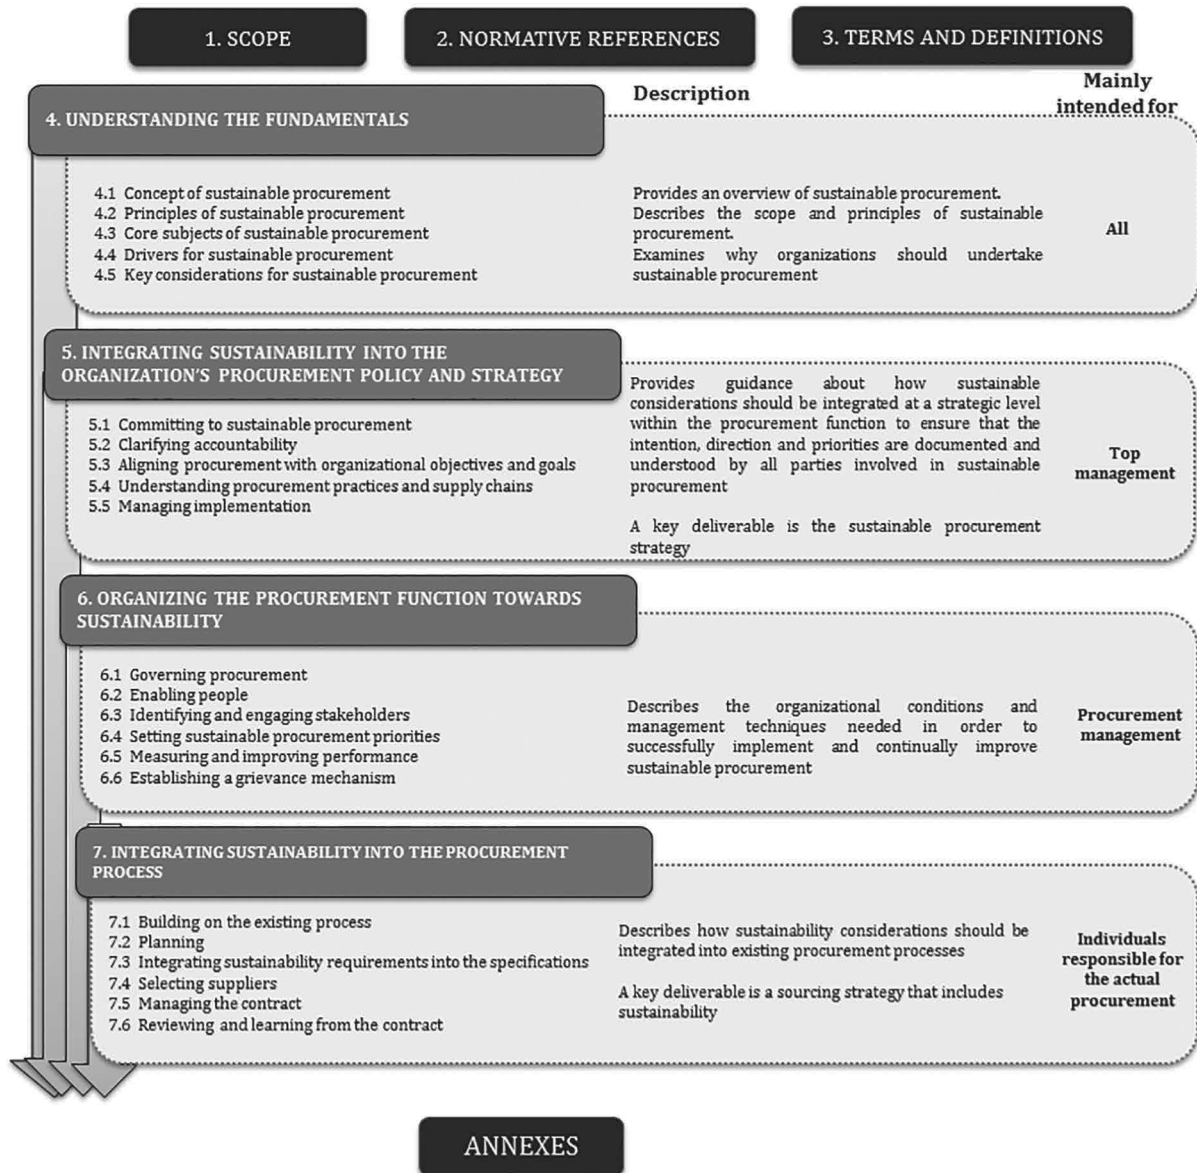 1. SCOPE
2. NORMATIVE REFERENCES
3. TERMS AND DEFINITIONS
Description
Mainly
intended for
4. UNDERSTANDING THE FUNDAMENTALS
4.1 Concept of sustainable procurement
4.2 Principles of sustainable procurement
4.3 Core subjects of sustainable procurement
4.4 Drivers for sustainable procurement
4.5 Key considerations for sustainable procurement
Provides an overview of sustainable procurement.
Describes the scope and principles of sustainable
procurement.
Examines why organizations should undertake
sustainable procurement
All
5. INTEGRATING SUSTAINABILITY INTO THE
ORGANIZATION'S PROCUREMENT POLICY AND STRATEGY
5.1 Committing to sustainable procurement
5.2 Clarifying accountability
5.3 Aligning procurement with organizational objectives and goals
5.4 Understanding procurement practices and supply chains
5.5 Managing implementation
Provides guidance about how sustainable
considerations should be integrated at a strategic level
within the procurement function to ensure that the
intention, direction and priorities are documented and
understood by all parties involved in sustainable
procurement
A key deliverable is the sustainable procurement
strategy
Top
management
6. ORGANIZING THE PROCUREMENT FUNCTION TOWARDS
SUSTAINABILITY
6.1 Governing procurement
6.2 Enabling people
6.3 Identifying and engaging stakeholders
6.4 Setting sustainable procurement priorities
6.5 Measuring and improving performance
6.6 Establishing a grievance mechanism
Describes the organizational conditions and
management techniques needed in order to
successfully implement and continually improve
sustainable procurement
Procurement
management
7. INTEGRATING SUSTAINABILITY INTO THE PROCUREMENT
PROCESS
7.1 Building on the existing process
7.2 Planning
7.3 Integrating sustainability requirements into the specifications
7.4 Selecting suppliers
7.5 Managing the contract
7.6 Reviewing and learning from the contract
Describes how sustainability considerations should be
integrated into existing procurement processes
A key deliverable is a sourcing strategy that includes
sustainability
Individuals
responsible for
the actual
procurement
ANNEXES